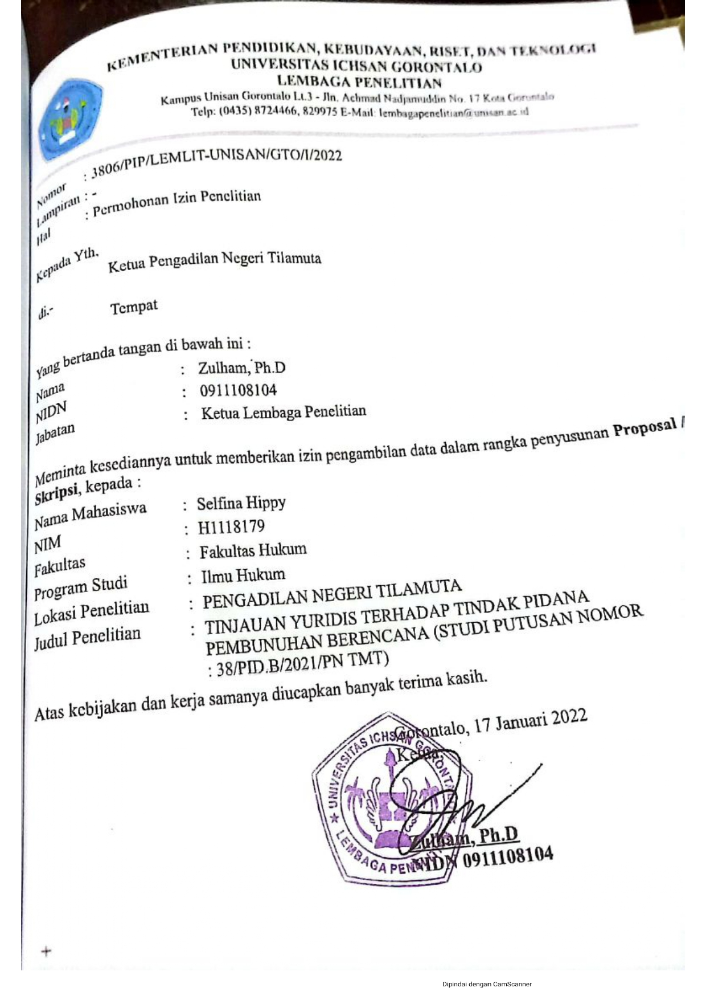 KEMENTERIAN PENDIDIKAN, KEBUDAYAAN, RISET, DAN TEKNOLOGI
UNIVERSITAS ICHSAN GORONTALO
LEMBAGA PENELITIAN
Kampus Unisan Gorontalo Lt.3 - Jln. Achmad Nadjamuddin No. 17 Kota Gorontalo
Telp: (0435) 8724466, 829975 E-Mail: lembagapenelitian@unisan.ac.id
Nomor : 3806/PIP/LEMLIT-UNISAN/GTO/I/2022
Lampiran : -
Hal : Permohonan Izin Penelitian
Kepada Yth,
Ketua Pengadilan Negeri Tilamuta
di.- Tempat
Yang bertanda tangan di bawah ini :
Nama : Zulham, Ph.D
NIDN : 0911108104
Jabatan : Ketua Lembaga Penelitian
Meminta kesediannya untuk memberikan izin pengambilan data dalam rangka penyusunan Proposal /
Skripsi, kepada :
Nama Mahasiswa : Selfina Hippy
NIM : H1118179
Fakultas : Fakultas Hukum
Program Studi : Ilmu Hukum
Lokasi Penelitian : PENGADILAN NEGERI TILAMUTA
Judul Penelitian : TINJAUAN YURIDIS TERHADAP TINDAK PIDANA
PEMBUNUHAN BERENCANA (STUDI PUTUSAN NOMOR
: 38/PID.B/2021/PN TMT)
Atas kebijakan dan kerja samanya diucapkan banyak terima kasih.
Gorontalo, 17 Januari 2022
Ketua,
UNIVERSITAS ICHSAN GORONTALO
Zulham, Ph.D
NIDN 0911108104
LEMBAGA
Dipindai dengan CamScanner